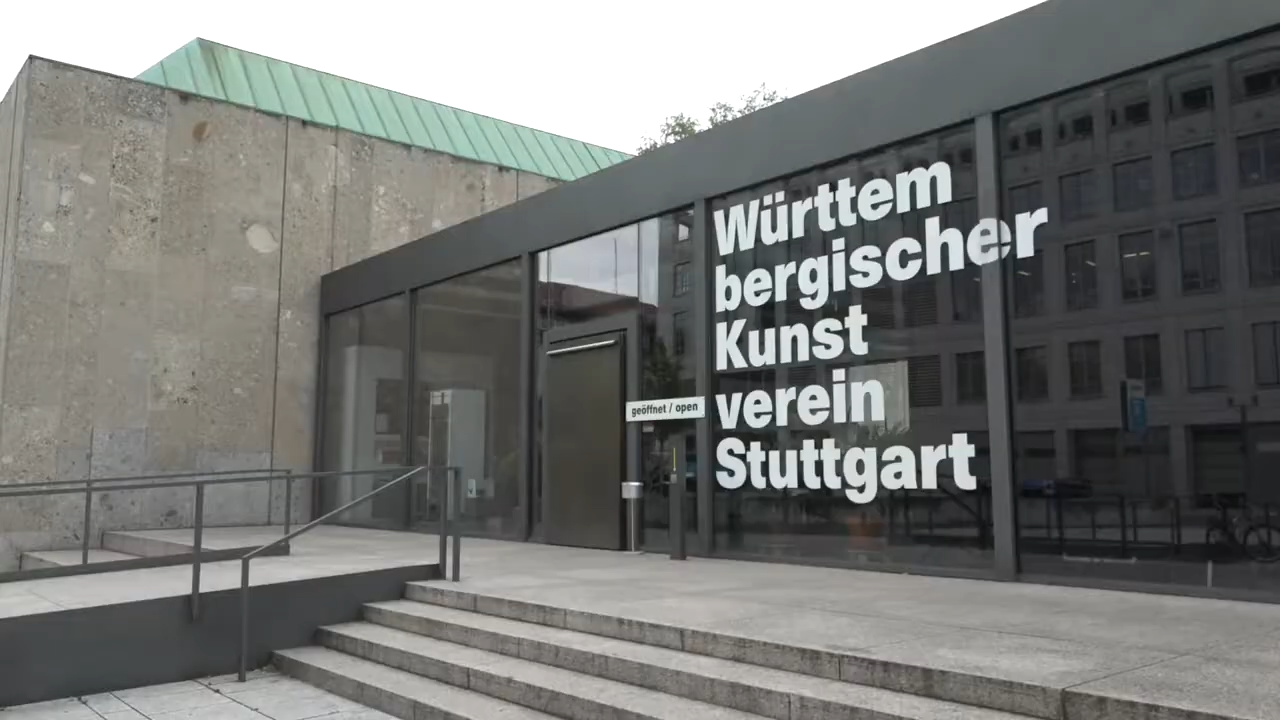 Württem
bergischer
Kunst
verein
Stuttgart
geöffnet / open